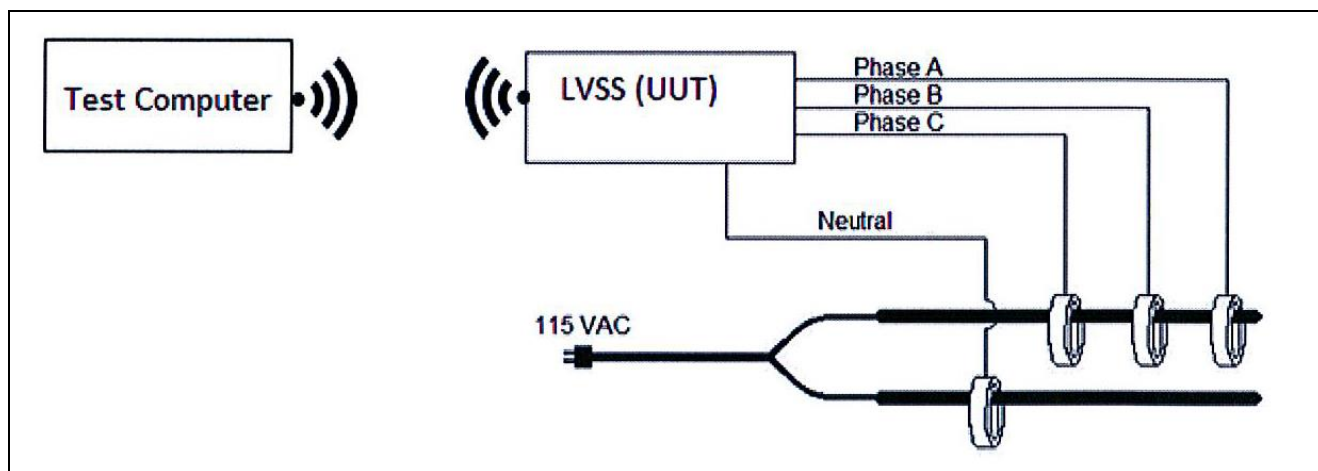 Test Computer
LVSS (UUT)
Phase A
Phase B
Phase C
Neutral
115 VAC